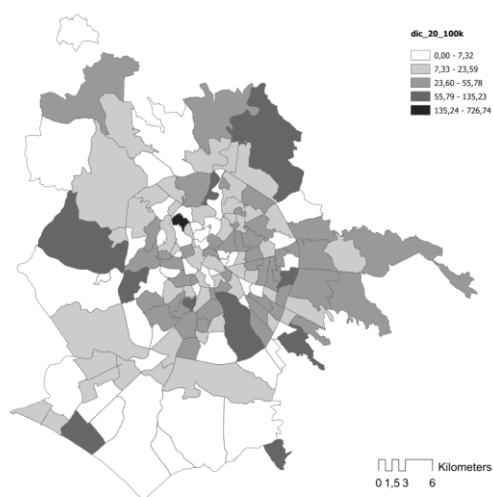 dic_20_100k
0,00 - 7,32
7,33 - 23,59
23,60 - 55,78
55,79 - 135,23
135,24 - 726,74
Kilometers
0 1,5 3 6